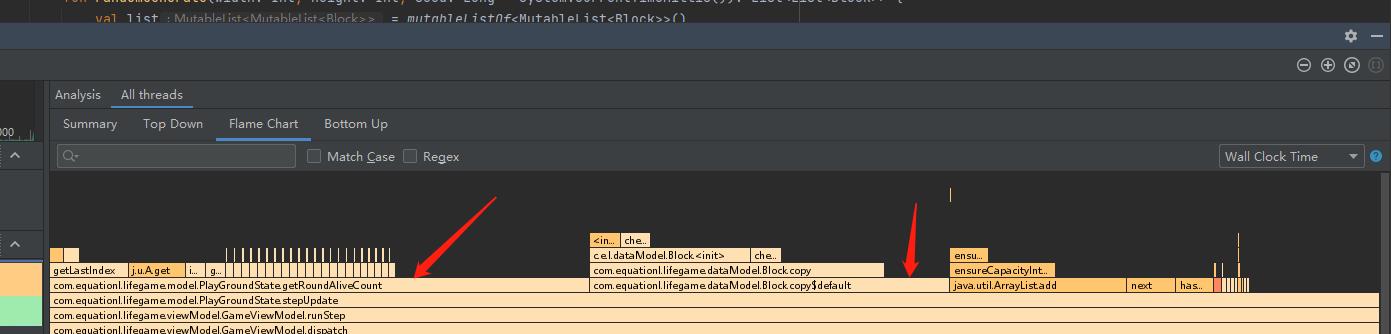 val list : MutableList<MutableList<Block>> = mutableListOf<MutableList<Block>>()
Analysis All threads
000
Summary Top Down Flame Chart Bottom Up
Match Case Regex Wall Clock Time
<in... che...
c.e.l.dataModel.Block.<init> che... ensu...
getLastIndex j.u.A.get i... g... com.equationl.lifegame.dataModel.Block.copy ensureCapacityInt...
com.equationl.lifegame.model.PlayGroundState.getRoundAliveCount com.equationl.lifegame.dataModel.Block.copy$default java.util.ArrayList.add next has...
com.equationl.lifegame.model.PlayGroundState.stepUpdate
com.equationl.lifegame.viewModel.GameViewModel.runStep
com.equationl.lifegame.viewModel.GameViewModel.dispatch